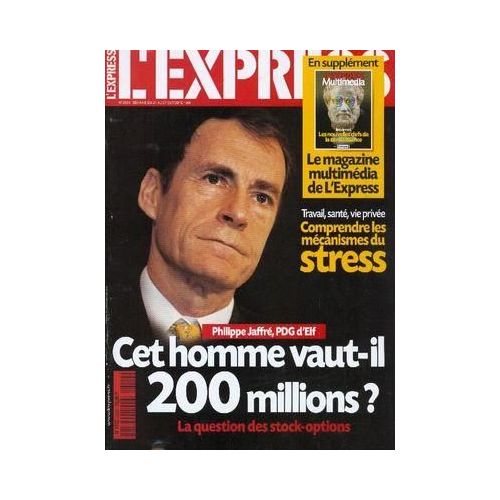 L'EXPRESS
L'EXPRESS
En supplément
Multimédia
Le magazine
multimédia
de L'Express
Travail, santé, vie privée
Comprendre les
mécanismes du
stress
Philippe Jaffré, PDG d'Elf
Cet homme vaut-il
200 millions ?
La question des stock-options